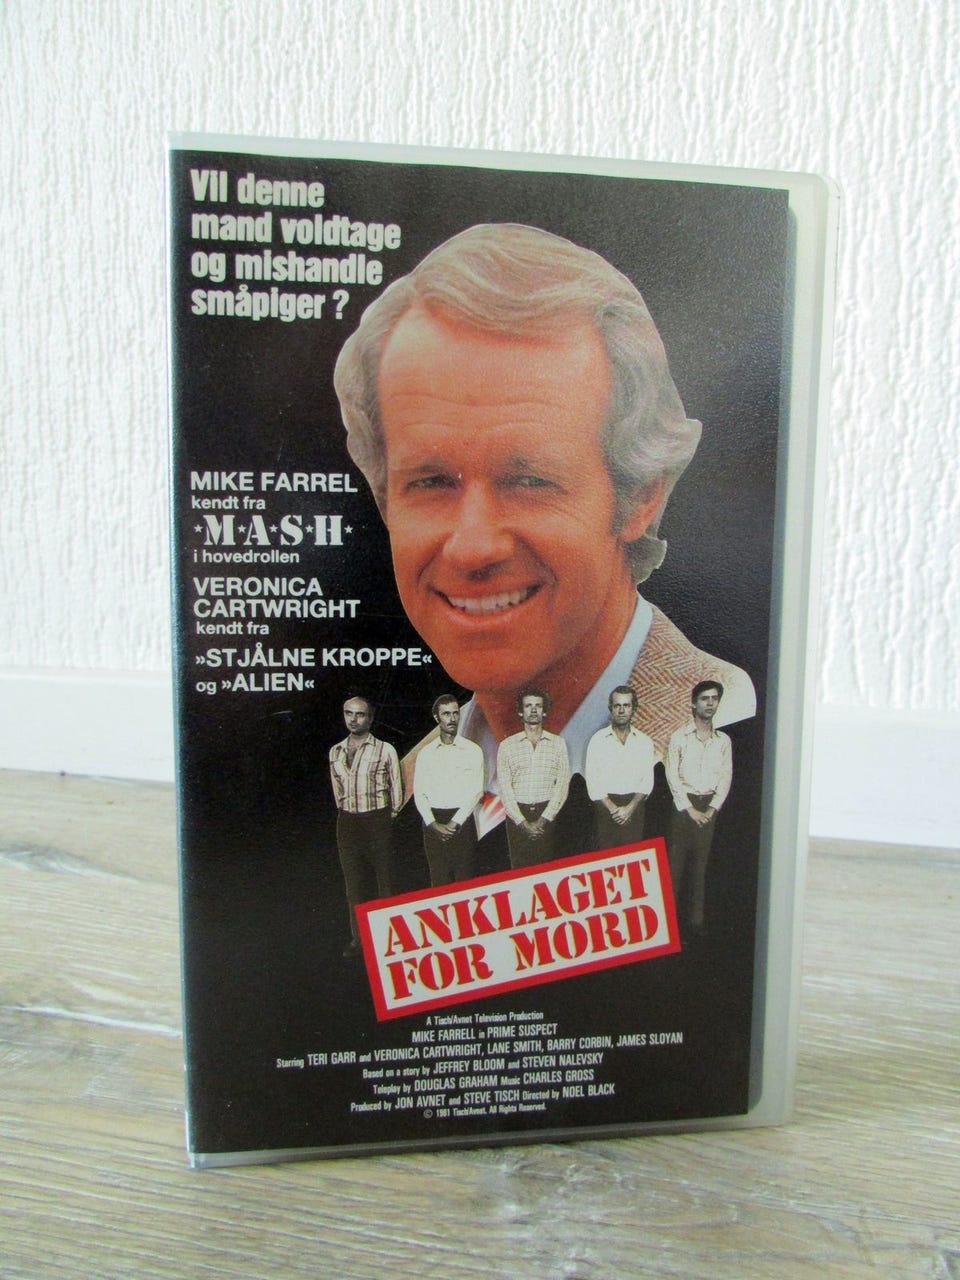 Vil denne
mand voldtage
og mishandle
småpiger ?
MIKE FARREL
kendt fra
★M★A★S★H★
i hovedrollen
VERONICA
CARTWRIGHT
kendt fra
»STJÅLNE KROPPE«
og »ALIEN«
ANKLAGET
FOR MORD
A Tisch/Avnet Television Production
MIKE FARRELL in PRIME SUSPECT
Starring TERI GARR and VERONICA CARTWRIGHT, LANE SMITH, BARRY CORBIN, JAMES SLOYAN
Based on a story by JEFFREY BLOOM and STEVEN NALEVSKY
Teleplay by DOUGLAS GRAHAM Music CHARLES GROSS
Produced by JON AVNET and STEVE TISCH Directed by NOEL BLACK
© 1981 Tisch/Avnet. All Rights Reserved.